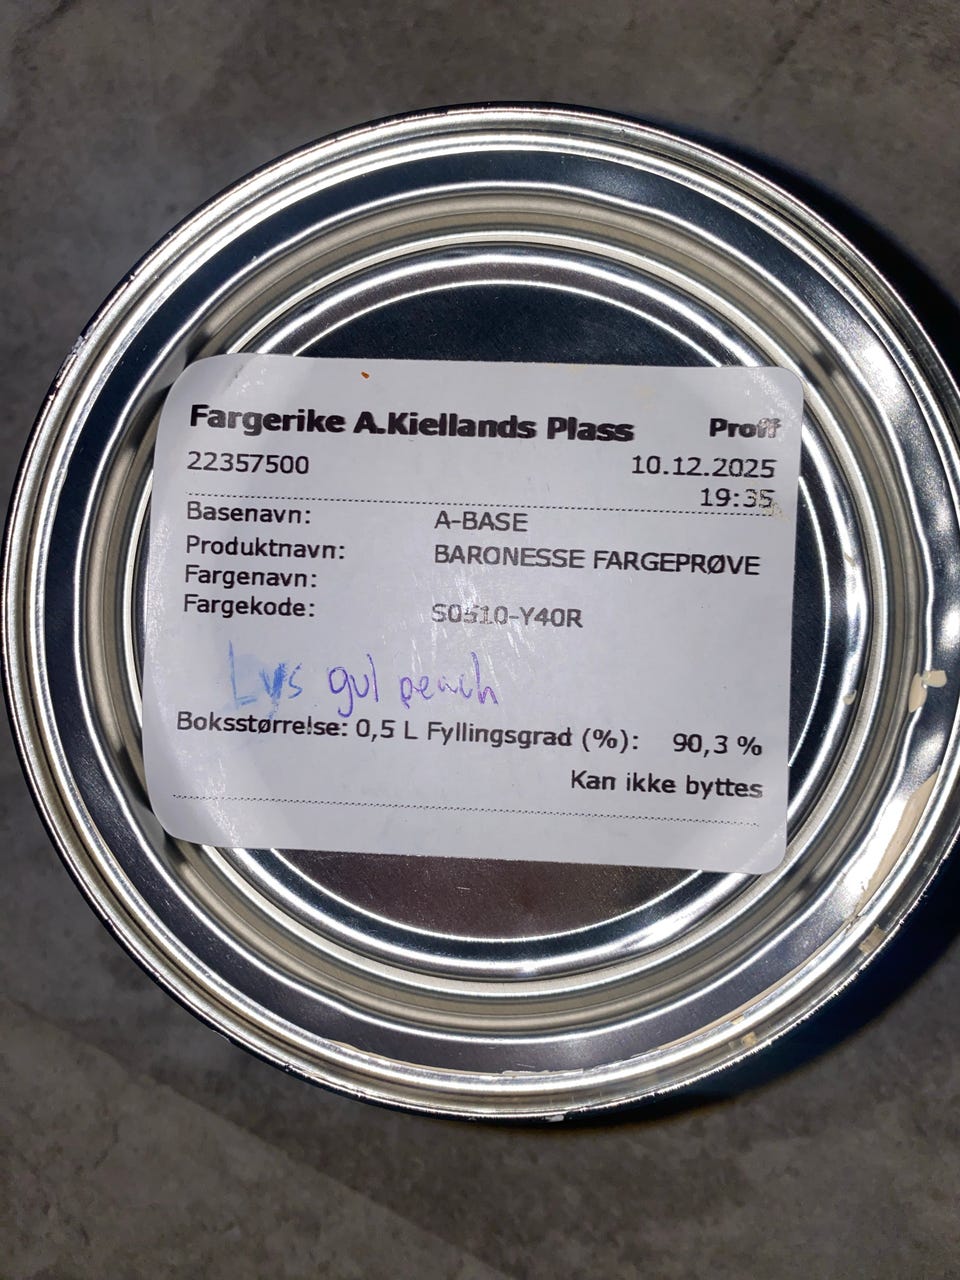 Fargerike A.Kiellands Plass Proff
22357500 10.12.2025
19:35
Basenavn: A-BASE
Produktnavn: BARONESSE FARGEPRØVE
Fargenavn:
Fargekode: S0510-Y40R
Lys gul peach
Boksstørrelse: 0,5 L Fyllingsgrad (%): 90,3 %
Kan ikke byttes